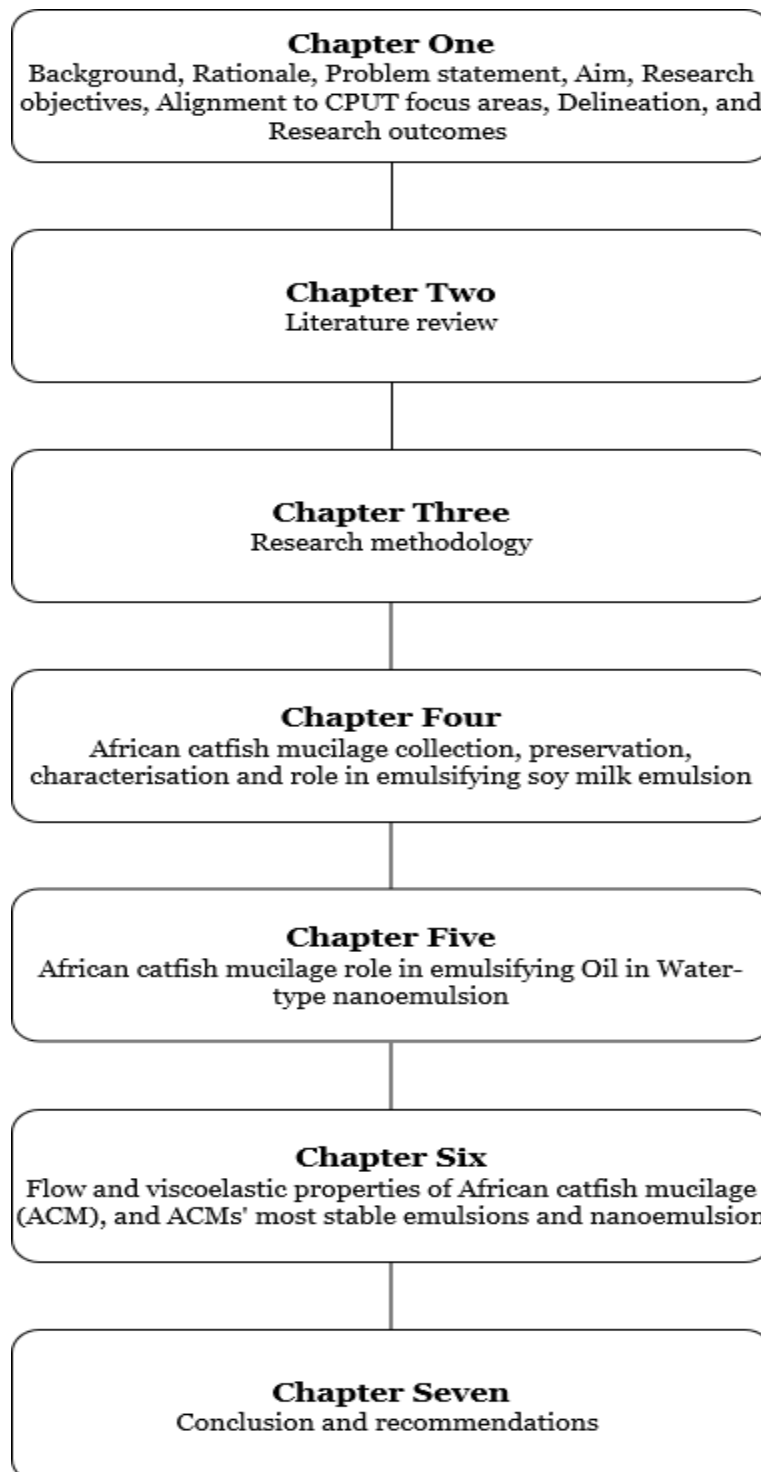 Chapter One
Background, Rationale, Problem statement, Aim, Research
objectives, Alignment to CPUT focus areas, Delineation, and
Research outcomes
Chapter Two
Literature review
Chapter Three
Research methodology
Chapter Four
African catfish mucilage collection, preservation,
characterisation and role in emulsifying soy milk emulsion
Chapter Five
African catfish mucilage role in emulsifying Oil in Water-
type nanoemulsion
Chapter Six
Flow and viscoelastic properties of African catfish mucilage
(ACM), and ACMs' most stable emulsions and nanoemulsion
Chapter Seven
Conclusion and recommendations